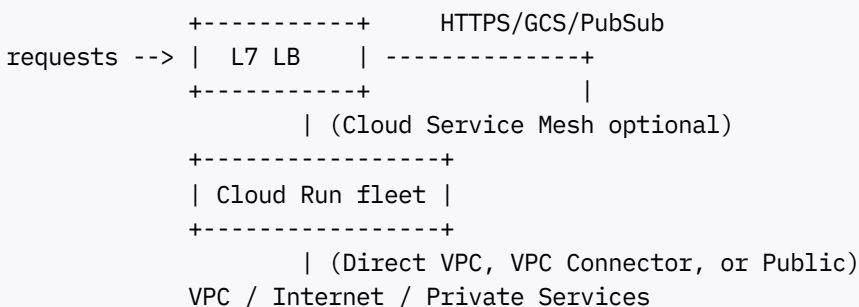 +-----------+     HTTPS/GCS/PubSub
requests --> |  L7 LB    | --------------+
            +-----------+               |
                   | (Cloud Service Mesh optional)
            +-----------------+
            | Cloud Run fleet |
            +-----------------+
                   | (Direct VPC, VPC Connector, or Public)
            VPC / Internet / Private Services